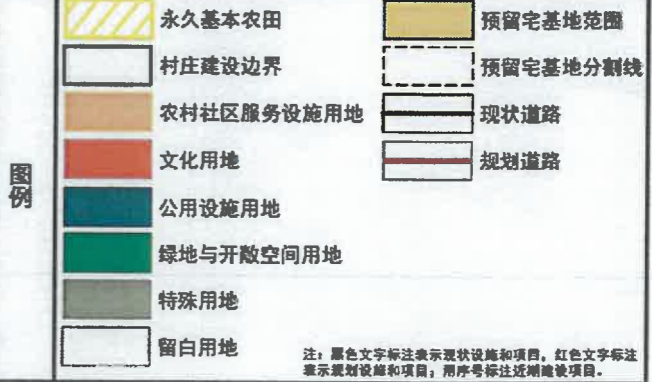 图例
永久基本农田
村庄建设边界
农村社区服务设施用地
文化用地
公用设施用地
绿地与开敞空间用地
特殊用地
留白用地
预留宅基地范围
预留宅基地分割线
现状道路
规划道路
注：黑色文字标注表示现状设施和项目，红色文字标注
表示规划设施和项目；用序号标注近期建设项目。